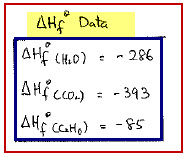 ΔHf° Data
ΔHf° (H₂O) = -286
ΔHf° (CO₂) = -393
ΔHf° (C₂H₆) = -85